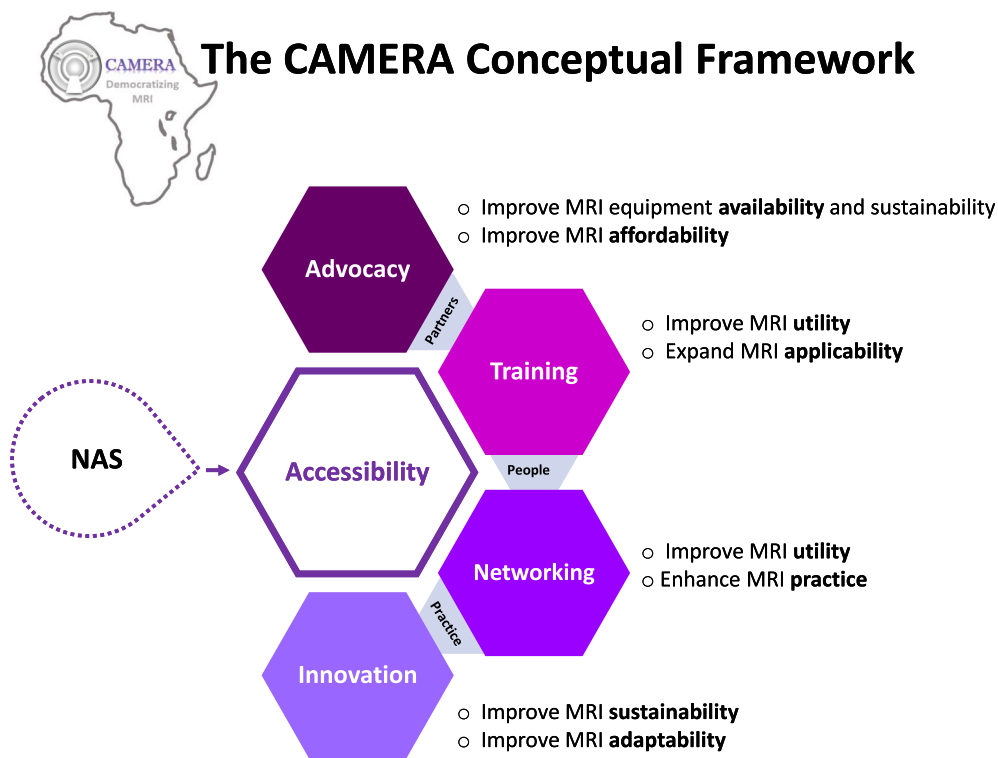 The CAMERA Conceptual Framework
CAMERA
Democratizing
MRI
Advocacy
○ Improve MRI equipment availability and sustainability
○ Improve MRI affordability
Partners
Training
○ Improve MRI utility
○ Expand MRI applicability
NAS
Accessibility
People
Networking
○ Improve MRI utility
○ Enhance MRI practice
Practice
Innovation
○ Improve MRI sustainability
○ Improve MRI adaptability